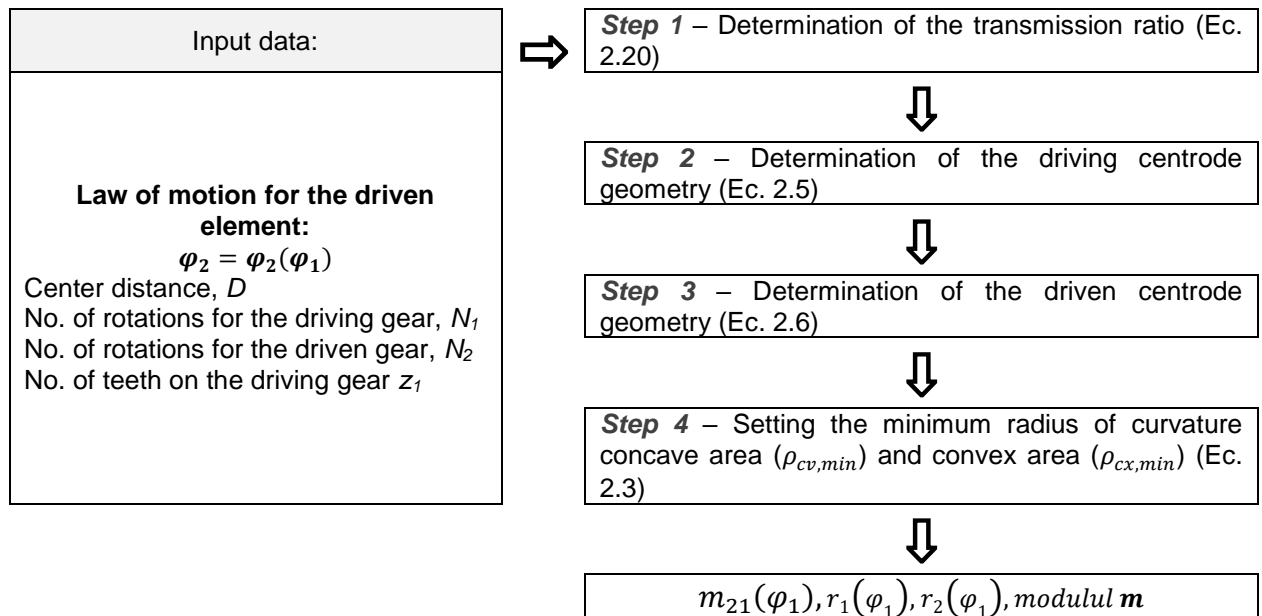 Input data:
Law of motion for the driven
element:
φ₂ = φ₂(φ₁)
Center distance, D
No. of rotations for the driving gear, N₁
No. of rotations for the driven gear, N₂
No. of teeth on the driving gear z₁
Step 1 – Determination of the transmission ratio (Ec.
2.20)
Step 2 – Determination of the driving centrode
geometry (Ec. 2.5)
Step 3 – Determination of the driven centrode
geometry (Ec. 2.6)
Step 4 – Setting the minimum radius of curvature
concave area (ρcv,min) and convex area (ρcx,min) (Ec.
2.3)
m₂₁(φ₁), r₁(φ₁), r₂(φ₁), modulul m